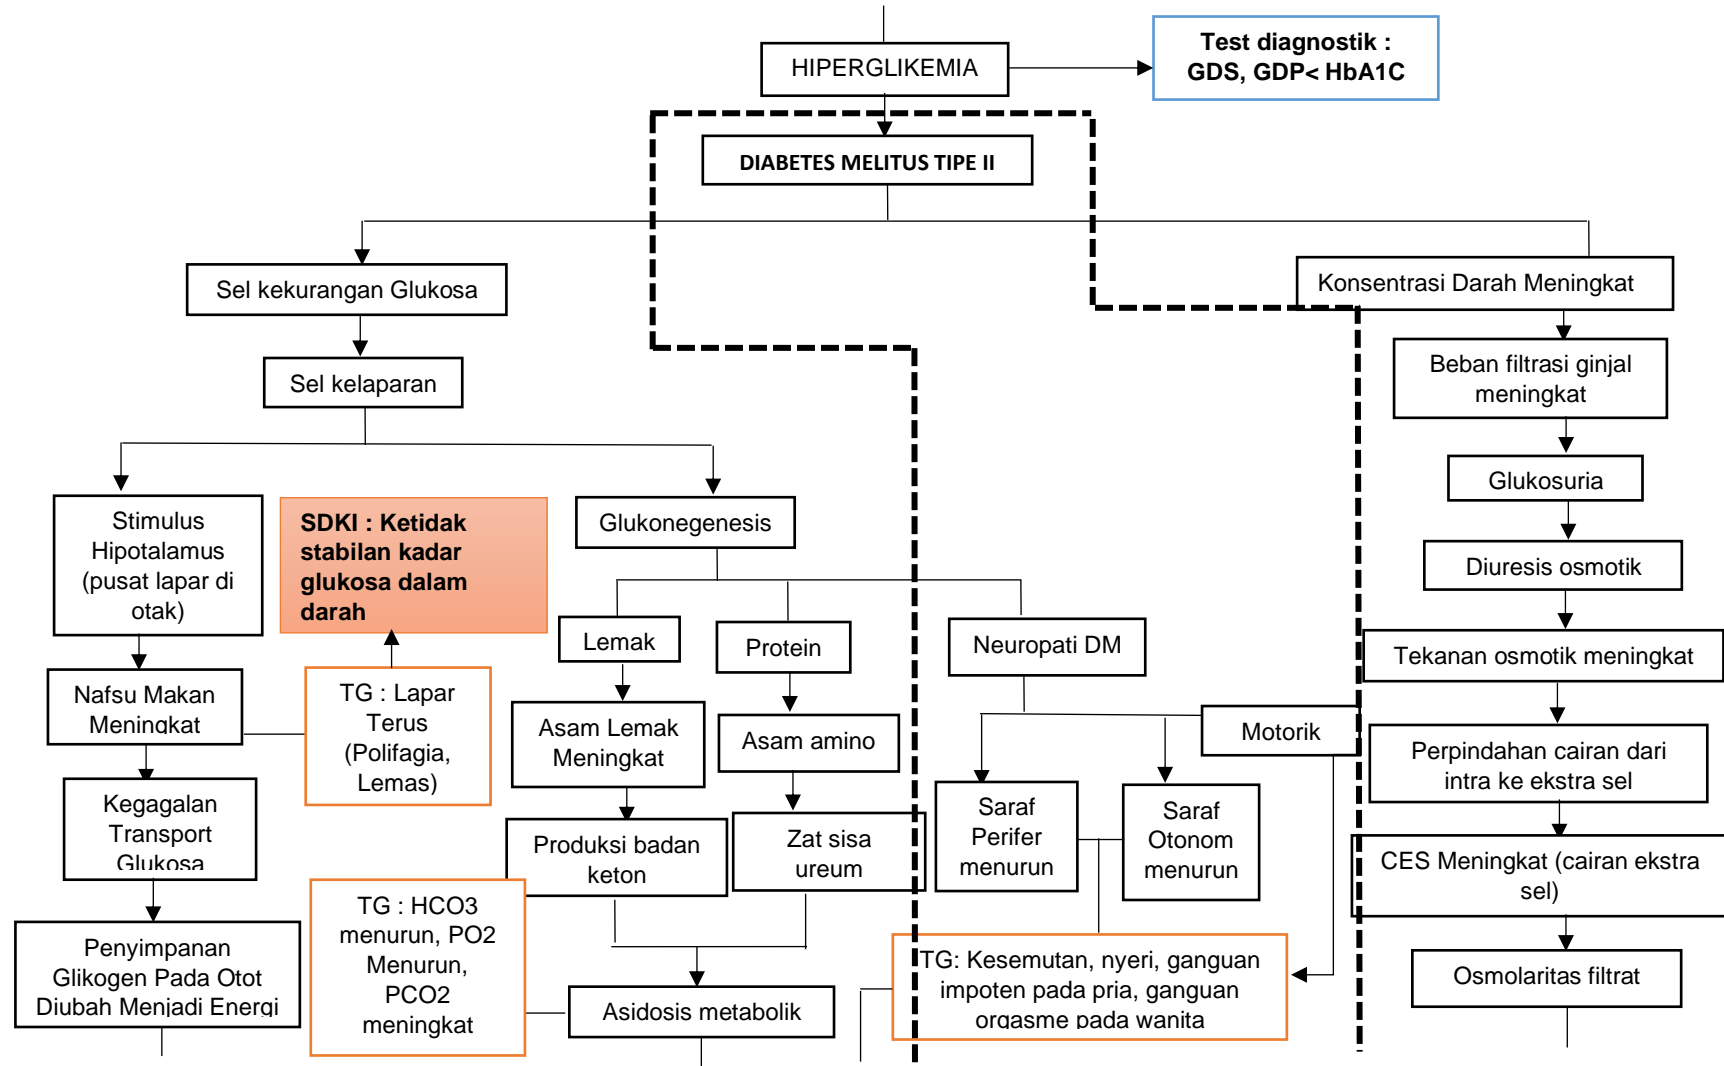 HIPERGLIKEMIA
Test diagnostik :
GDS, GDP< HbA1C
DIABETES MELITUS TIPE II
Sel kekurangan Glukosa
Konsentrasi Darah Meningkat
Sel kelaparan
Beban filtrasi ginjal
meningkat
Glukosuria
Stimulus
Hipotalamus
(pusat lapar di
otak)
SDKI : Ketidak
stabilan kadar
glukosa dalam
darah
Glukonegenesis
Diuresis osmotik
Lemak
Protein
Neuropati DM
Tekanan osmotik meningkat
Nafsu Makan
Meningkat
TG : Lapar
Terus
(Polifagia,
Lemas)
Asam Lemak
Meningkat
Asam amino
Motorik
Perpindahan cairan dari
intra ke ekstra sel
Kegagalan
Transport
Glukosa
Produksi badan
keton
Zat sisa
ureum
Saraf
Perifer
menurun
Saraf
Otonom
menurun
CES Meningkat (cairan ekstra
sel)
Penyimpanan
Glikogen Pada Otot
Diubah Menjadi Energi
TG : HCO3
menurun, PO2
Menurun,
PCO2
meningkat
Asidosis metabolik
TG: Kesemutan, nyeri, ganguan
impoten pada pria, ganguan
orgasme pada wanita
Osmolaritas filtrat